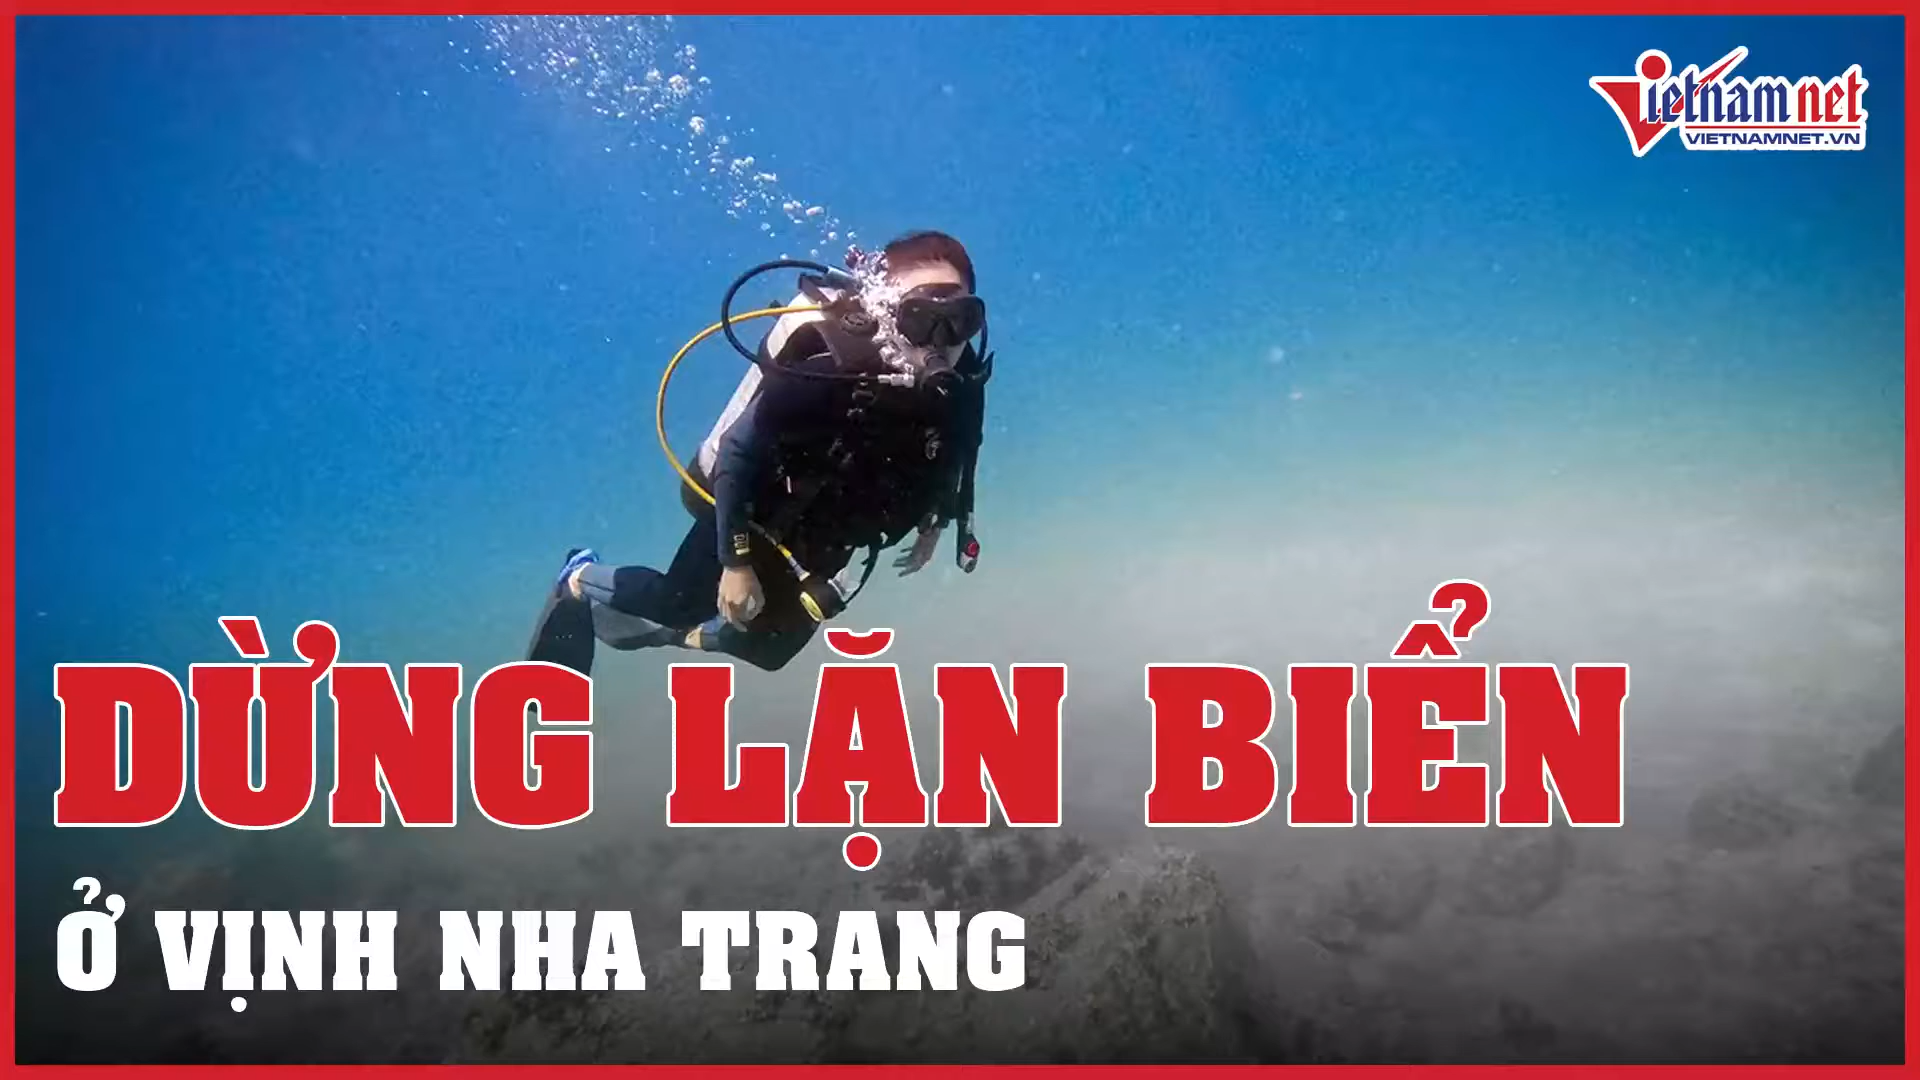 Vietnamnet
VIETNAMNET.VN
DỪNG LẶN BIỂN
Ở VỊNH NHA TRANG